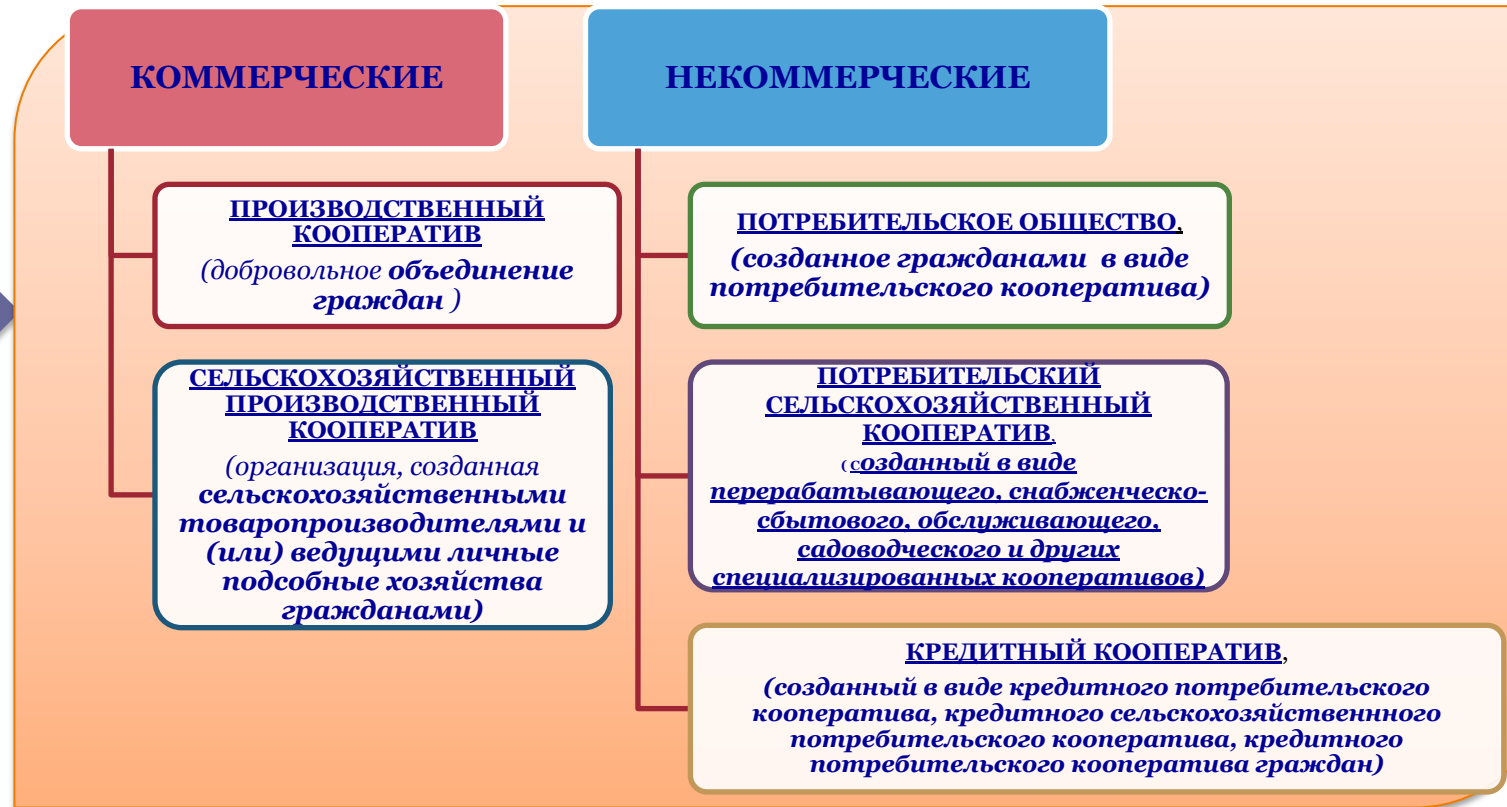 КОММЕРЧЕСКИЕ
ПРОИЗВОДСТВЕННЫЙ
КООПЕРАТИВ
(добровольное объединение
граждан )
СЕЛЬСКОХОЗЯЙСТВЕННЫЙ
ПРОИЗВОДСТВЕННЫЙ
КООПЕРАТИВ
(организация, созданная
сельскохозяйственными
товаропроизводителями и
(или) ведущими личные
подсобные хозяйства
гражданами)
НЕКОММЕРЧЕСКИЕ
ПОТРЕБИТЕЛЬСКОЕ ОБЩЕСТВО,
(созданное гражданами в виде
потребительского кооператива)
ПОТРЕБИТЕЛЬСКИЙ
СЕЛЬСКОХОЗЯЙСТВЕННЫЙ
КООПЕРАТИВ,
(созданный в виде
перерабатывающего, снабженческо-
сбытового, обслуживающего,
садоводческого и других
специализированных кооперативов)
КРЕДИТНЫЙ КООПЕРАТИВ,
(созданный в виде кредитного потребительского
кооператива, кредитного сельскохозяйственнного
потребительского кооператива, кредитного
потребительского кооператива граждан)